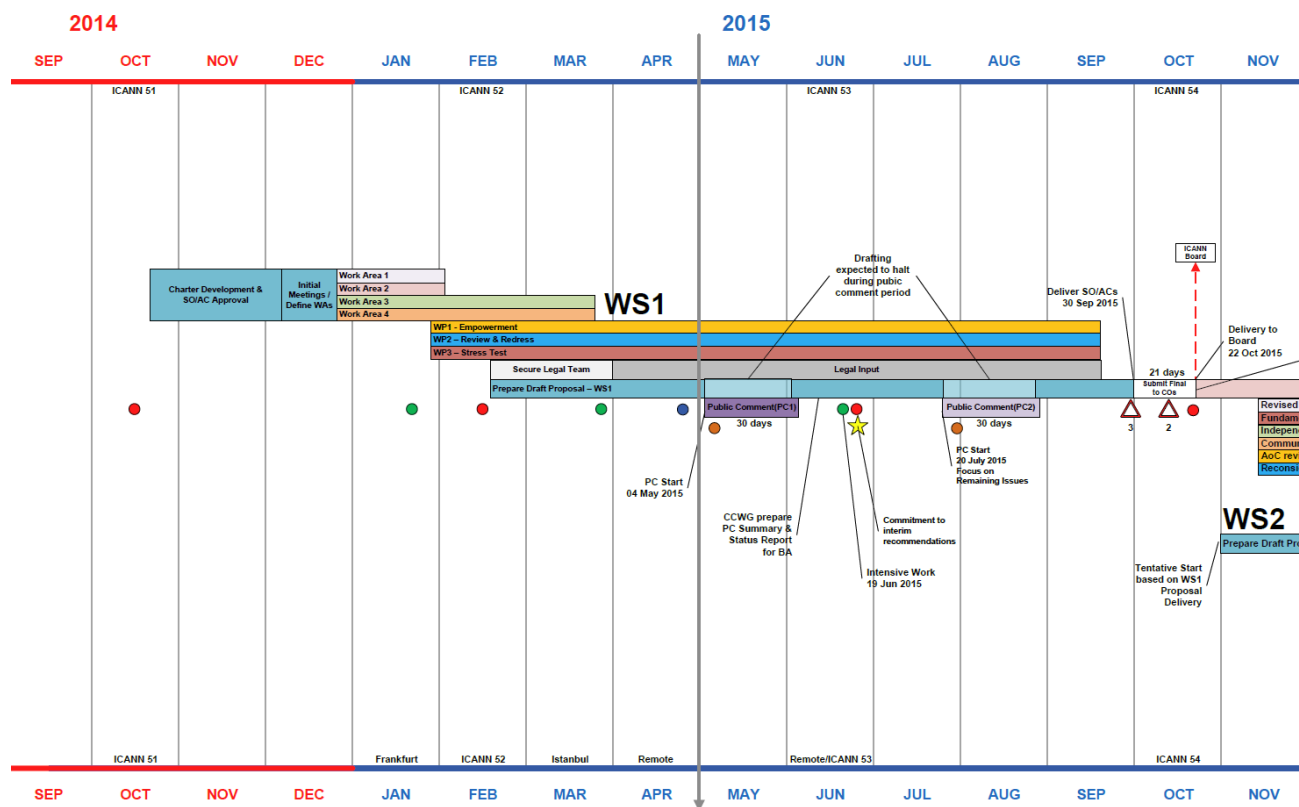 2014
2015
SEP OCT NOV DEC JAN FEB MAR APR MAY JUN JUL AUG SEP OCT NOV
ICANN 51
ICANN 52
ICANN 53
ICANN 54
ICANN
Board
Drafting
expected to halt
during pubic
comment period
Charter Development &
SO/AC Approval
Initial
Meetings /
Define WAs
Work Area 1
Work Area 2
Work Area 3
Work Area 4
WS1
Deliver SO/ACs
30 Sep 2015
WP1 - Empowerment
WP2 – Review & Redress
WP3 – Stress Test
Delivery to
Board
22 Oct 2015
Secure Legal Team
Legal Input
21 days
Prepare Draft Proposal – WS1
Submit Final
to COs
Public Comment(PC1)
30 days
Public Comment(PC2)
30 days
3
2
Revised
Fundame
Independ
Commun
AoC revi
Reconsi
PC Start
04 May 2015
PC Start
20 July 2015
Focus on
Remaining Issues
CCWG prepare
PC Summary &
Status Report
for BA
Commitment to
interim
recommendations
Intensive Work
19 Jun 2015
WS2
Prepare Draft Pro
Tentative Start
based on WS1
Proposal
Delivery
ICANN 51
Frankfurt
ICANN 52
Istanbul
Remote
Remote/ICANN 53
ICANN 54
SEP OCT NOV DEC JAN FEB MAR APR MAY JUN JUL AUG SEP OCT NOV